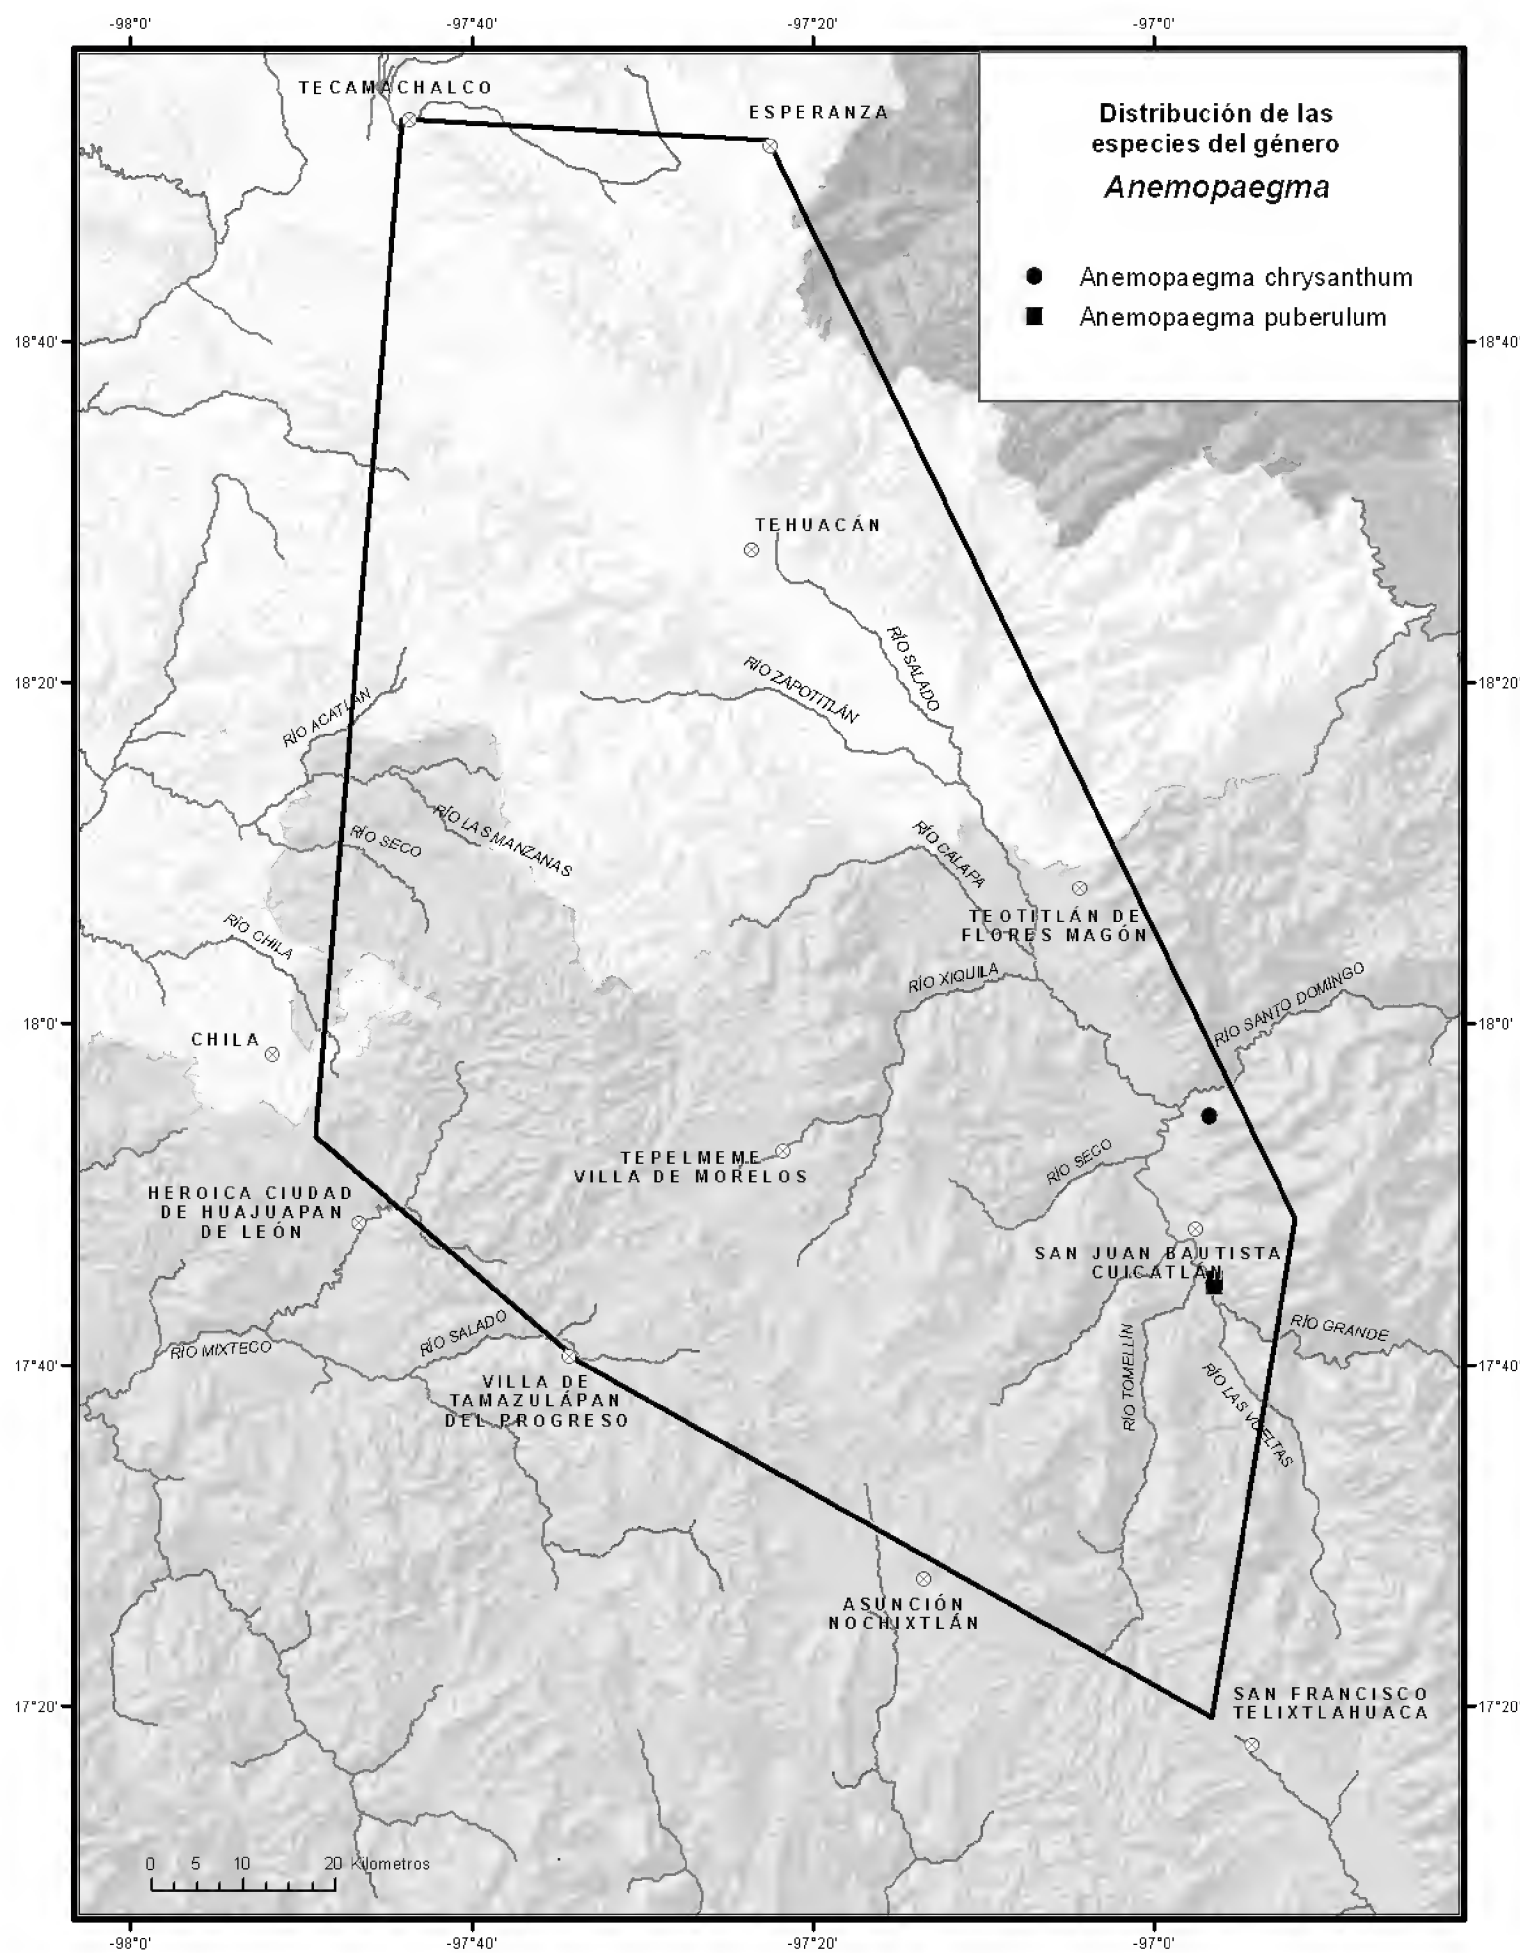 -98°0'
-97°40'
-97°20'
-97°0'
TECAMACHALCO
ESPERANZA
Distribución de las
especies del género
Anemopaegma
Anemopaegma chrysanthum
Anemopaegma puberulum
18°40'
18°40'
TEHUACÁN
RÍO SALADO
RÍO ZAPOTITLÁN
18°20'
18°20'
RÍO ACATLÁN
RÍO LAS MANZANAS
RÍO SECO
RÍO CALAPA
TEOTITLÁN DE
FLORES MAGÓN
RÍO CHILA
RÍO XIQUILA
RÍO SANTO DOMINGO
18°0'
18°0'
CHILA
TEPELMEME
VILLA DE MORELOS
RÍO SECO
HEROICA CIUDAD
DE HUAJUAPAN
DE LEÓN
SAN JUAN BAUTISTA
CUICATLAN
RÍO MIXTECO
RÍO SALADO
RÍO GRANDE
17°40'
17°40'
RÍO TOMELLÍN
RÍO LAS VUELTAS
VILLA DE
TAMAZULÁPAN
DEL PROGRESO
ASUNCIÓN
NOCHIXTLÁN
17°20'
17°20'
SAN FRANCISCO
TELIXTLAHUACA
0 5 10 20 Kilometros
-98°0'
-97°40'
-97°20'
-97°0'